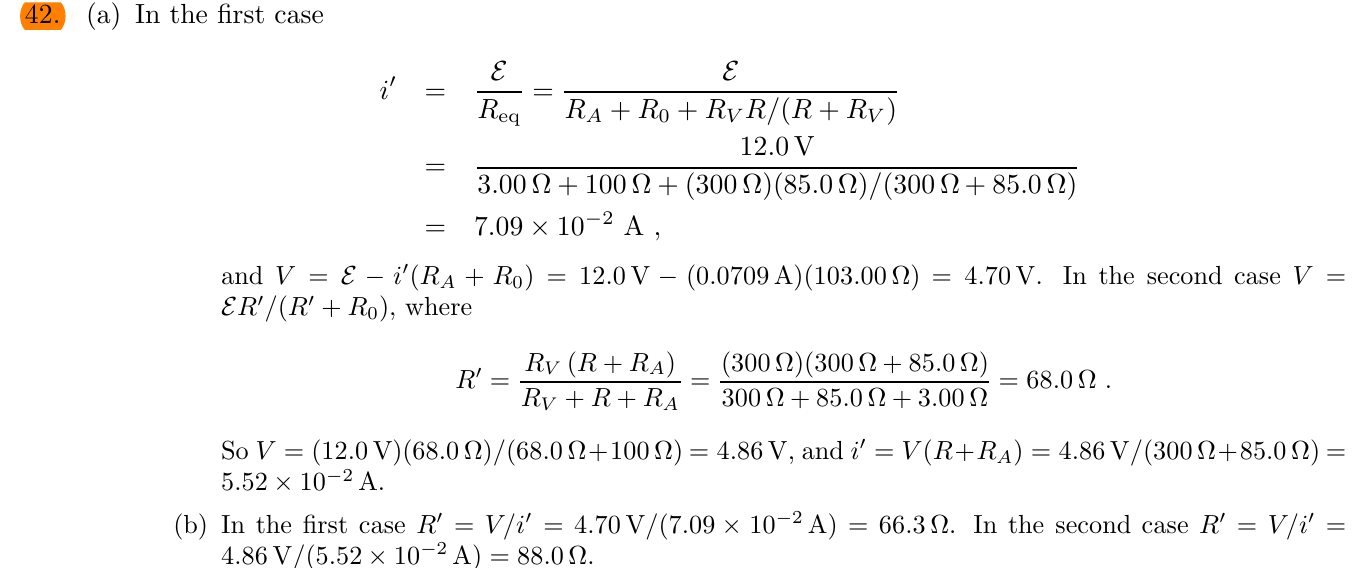 42. (a) In the first case
i′ = ℰ/R_eq = ℰ/(R_A + R_0 + R_V R/(R + R_V))
= 12.0 V/(3.00 Ω + 100 Ω + (300 Ω)(85.0 Ω)/(300 Ω + 85.0 Ω))
= 7.09 × 10⁻² A ,
and V = ℰ − i′(R_A + R_0) = 12.0 V − (0.0709 A)(103.00 Ω) = 4.70 V. In the second case V =
ℰR′/(R′ + R_0), where
R′ = R_V (R + R_A)/(R_V + R + R_A) = (300 Ω)(300 Ω + 85.0 Ω)/(300 Ω + 85.0 Ω + 3.00 Ω) = 68.0 Ω .
So V = (12.0 V)(68.0 Ω)/(68.0 Ω+100 Ω) = 4.86 V, and i′ = V(R+R_A) = 4.86 V/(300 Ω+85.0 Ω) =
5.52 × 10⁻² A.
(b) In the first case R′ = V/i′ = 4.70 V/(7.09 × 10⁻² A) = 66.3 Ω. In the second case R′ = V/i′ =
4.86 V/(5.52 × 10⁻² A) = 88.0 Ω.